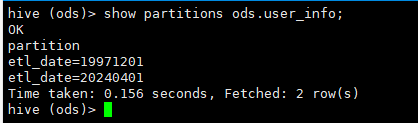 hive (ods)> show partitions ods.user_info;
OK
partition
etl_date=19971201
etl_date=20240401
Time taken: 0.156 seconds, Fetched: 2 row(s)
hive (ods)>